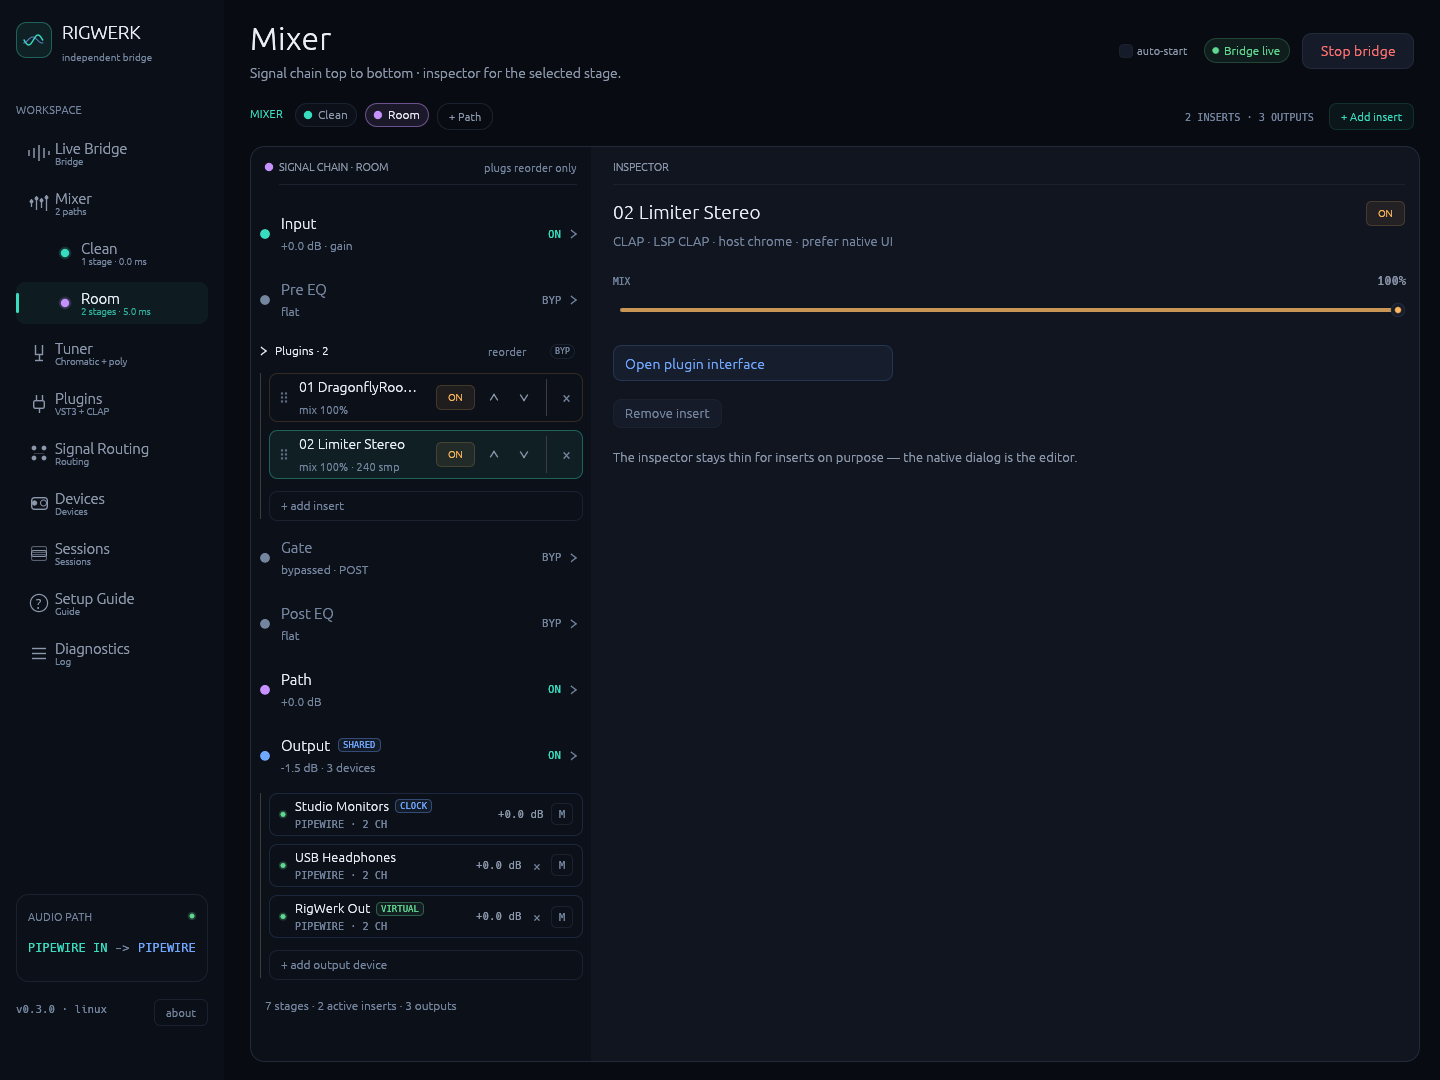 RIGWERK
independent bridge
WORKSPACE
Live Bridge
Bridge
Mixer
2 paths
Clean
1 stage · 0.0 ms
Room
2 stages · 5.0 ms
Tuner
Chromatic + poly
Plugins
VST3 + CLAP
Signal Routing
Routing
Devices
Devices
Sessions
Sessions
Setup Guide
Guide
Diagnostics
Log
AUDIO PATH
PIPEWIRE IN -> PIPEWIRE
v0.3.0 · linux
about
Mixer
Signal chain top to bottom · inspector for the selected stage.
auto-start
Bridge live
Stop bridge
MIXER
Clean
Room
+ Path
2 INSERTS · 3 OUTPUTS
+ Add insert
SIGNAL CHAIN · ROOM
plugs reorder only
Input
ON
+0.0 dB · gain
Pre EQ
BYP
flat
Plugins · 2
reorder
BYP
01 DragonflyRoo...
mix 100%
ON
×
02 Limiter Stereo
mix 100% · 240 smp
ON
×
+ add insert
Gate
BYP
bypassed · POST
Post EQ
BYP
flat
Path
ON
+0.0 dB
Output
SHARED
ON
-1.5 dB · 3 devices
Studio Monitors
CLOCK
PIPEWIRE · 2 CH
+0.0 dB
M
USB Headphones
PIPEWIRE · 2 CH
+0.0 dB
×
M
RigWerk Out
VIRTUAL
PIPEWIRE · 2 CH
+0.0 dB
×
M
+ add output device
7 stages · 2 active inserts · 3 outputs
INSPECTOR
02 Limiter Stereo
ON
CLAP · LSP CLAP · host chrome · prefer native UI
MIX
100%
Open plugin interface
Remove insert
The inspector stays thin for inserts on purpose — the native dialog is the editor.